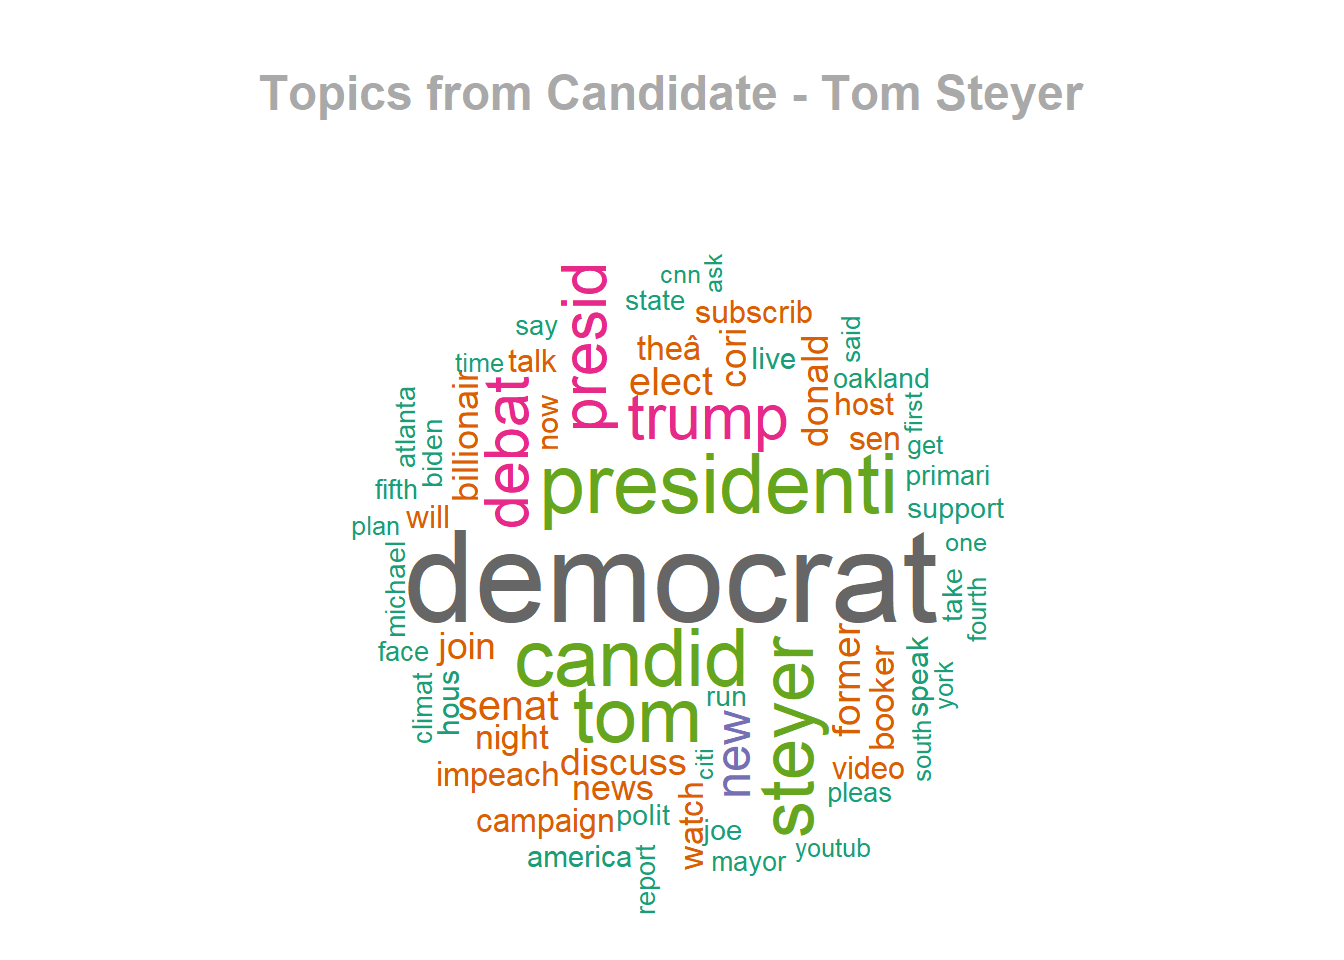 Topics from Candidate - Tom Steyer
cnn
ask
state
subscrib
presid
say
theâ
cori
live
said
time
talk
elect
donald
oakland
billionair
debat
now
trump
host
first
atlanta
biden
sen
get
fifth
presidenti
primari
plan
will
support
democrat
one
michael
take
fourth
face
join
candid
steyer
former
booker
speak
york
climat
hous
senat
tom
run
new
south
night
discuss
citi
video
impeach
news
watch
pleas
campaign
polit
joe
youtub
america
report
mayor